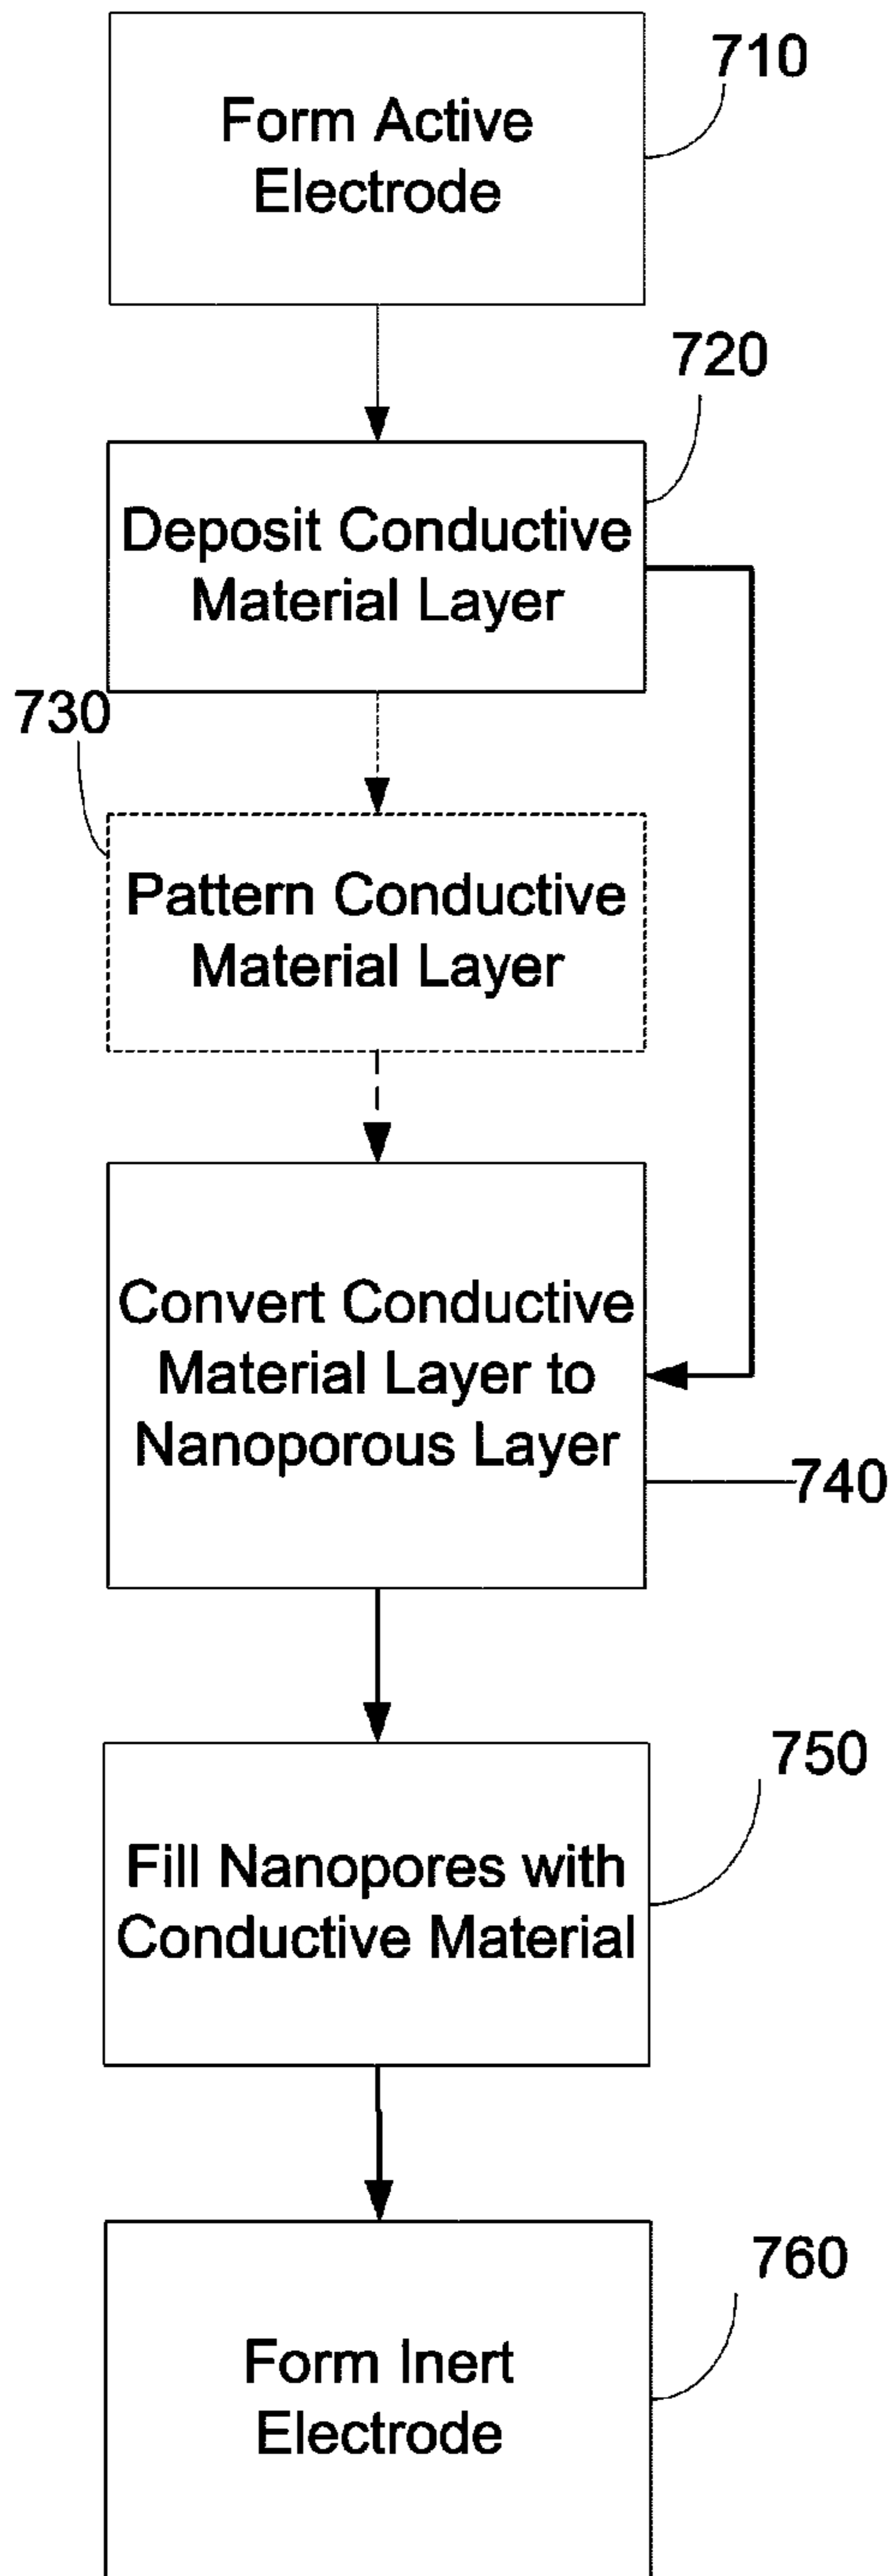 Form Active
Electrode
710
Deposit Conductive
Material Layer
720
730
Pattern Conductive
Material Layer
Convert Conductive
Material Layer to
Nanoporous Layer
740
Fill Nanopores with
Conductive Material
750
Form Inert
Electrode
760